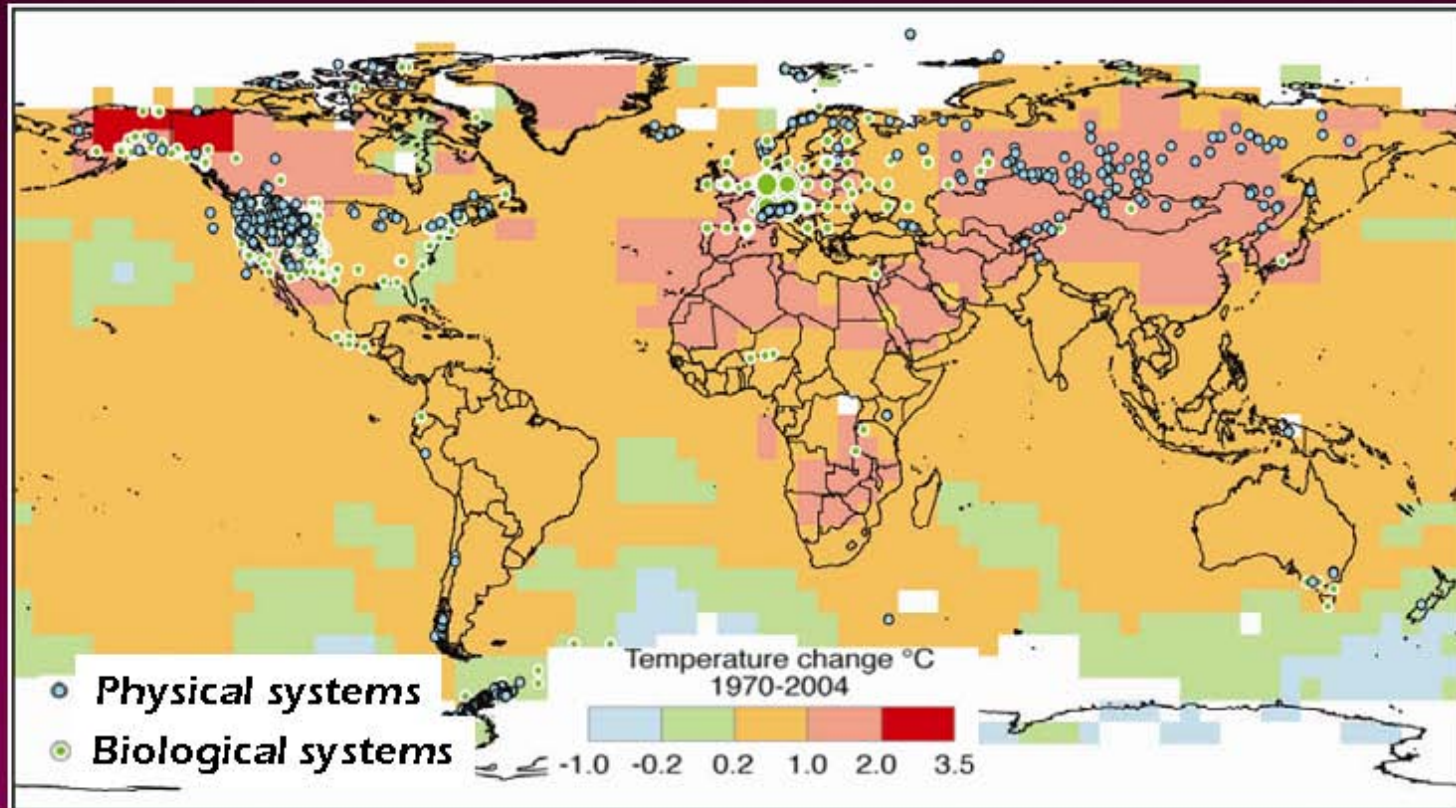 Physical systems
Biological systems
Temperature change °C
1970-2004
-1.0 -0.2 0.2 1.0 2.0 3.5